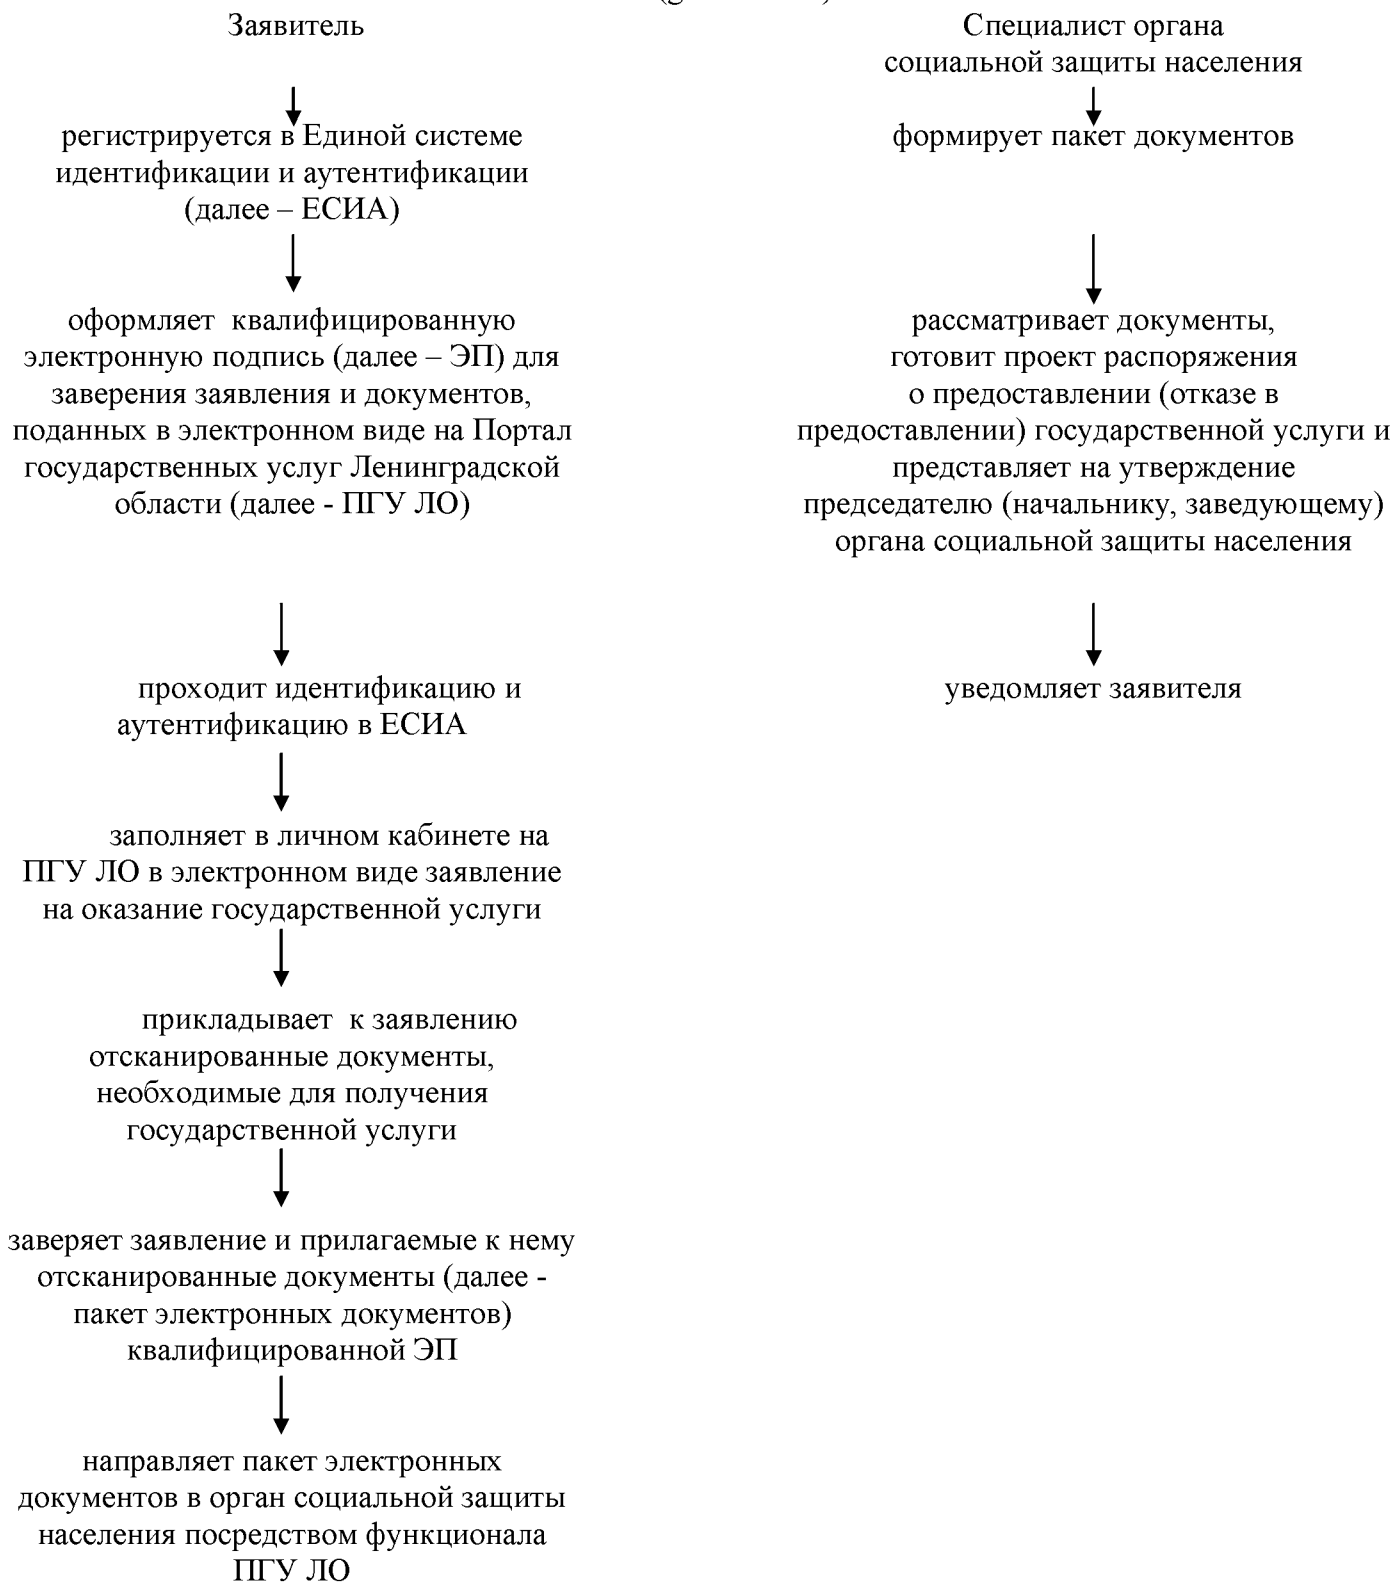 Заявитель
регистрируется в Единой системе
идентификации и аутентификации
(далее – ЕСИА)
оформляет  квалифицированную
электронную подпись (далее – ЭП) для
заверения заявления и документов,
поданных в электронном виде на Портал
государственных услуг Ленинградской
области (далее - ПГУ ЛО)
проходит идентификацию и
аутентификацию в ЕСИА
заполняет в личном кабинете на
ПГУ ЛО в электронном виде заявление
на оказание государственной услуги
прикладывает  к заявлению
отсканированные документы,
необходимые для получения
государственной услуги
заверяет заявление и прилагаемые к нему
отсканированные документы (далее -
пакет электронных документов)
квалифицированной ЭП
направляет пакет электронных
документов в орган социальной защиты
населения посредством функционала
ПГУ ЛО
Специалист органа
социальной защиты населения
формирует пакет документов
рассматривает документы,
готовит проект распоряжения
о предоставлении (отказе в
предоставлении) государственной услуги и
представляет на утверждение
председателю (начальнику, заведующему)
органа социальной защиты населения
уведомляет заявителя